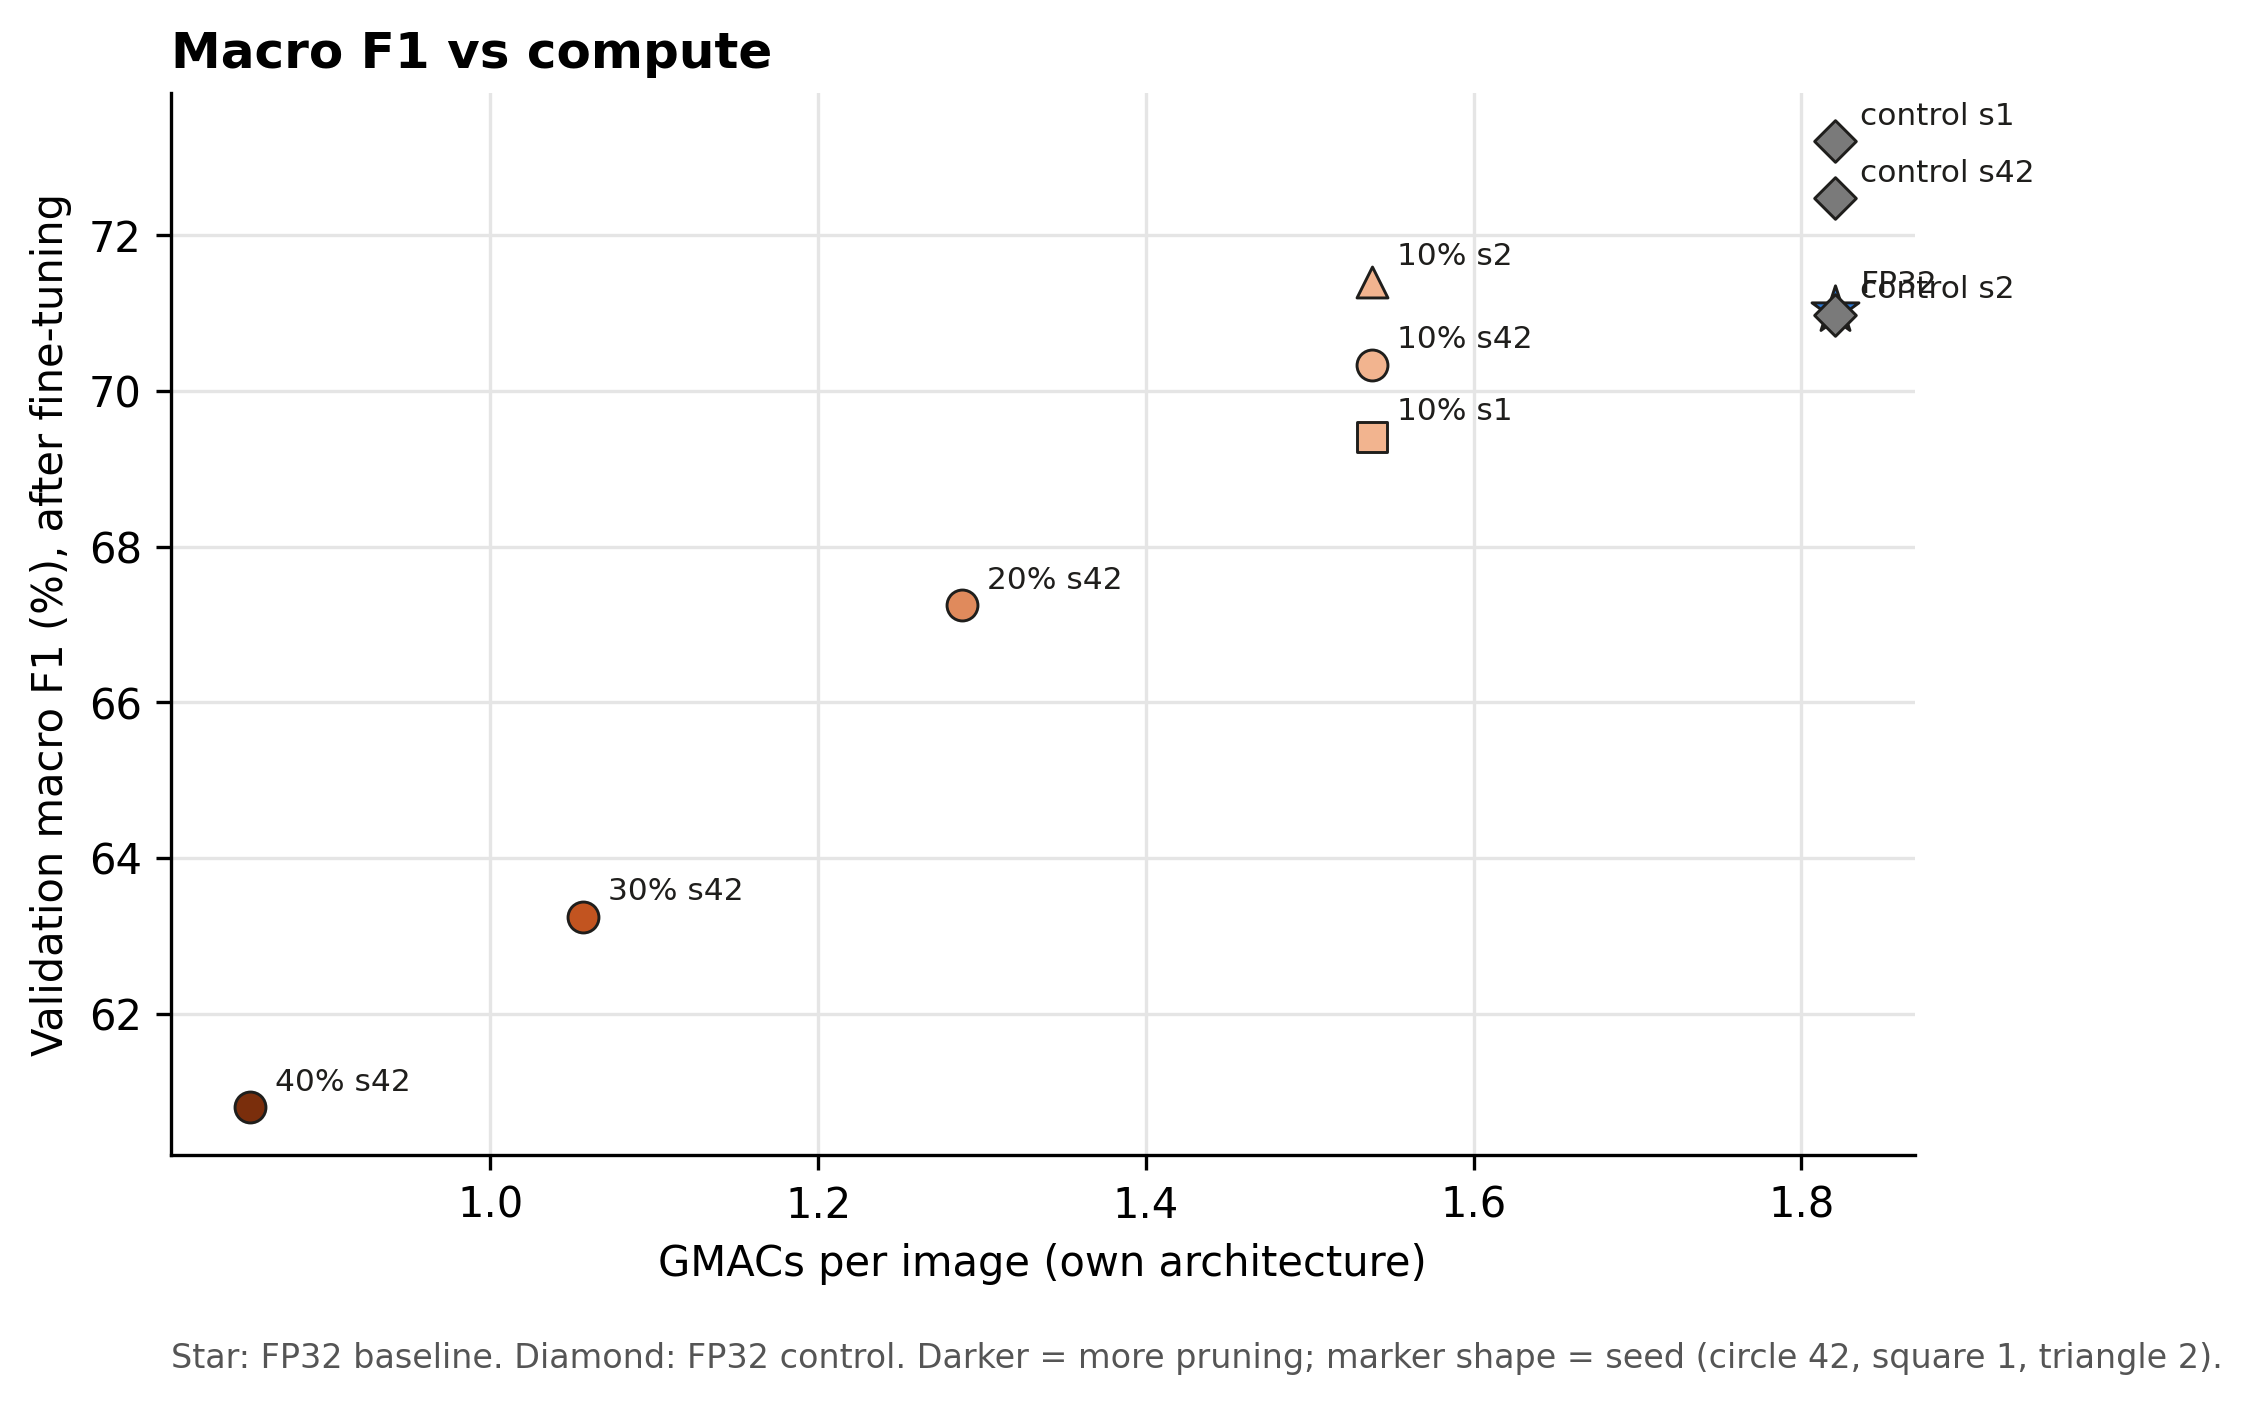 Macro F1 vs compute
control s1
control s42
72
10% s2
FP32
control s2
10% s42
70
10% s1
68
20% s42
66
64
30% s42
62
40% s42
Validation macro F1 (%), after fine-tuning
1.0 1.2 1.4 1.6 1.8
GMACs per image (own architecture)
Star: FP32 baseline. Diamond: FP32 control. Darker = more pruning; marker shape = seed (circle 42, square 1, triangle 2).